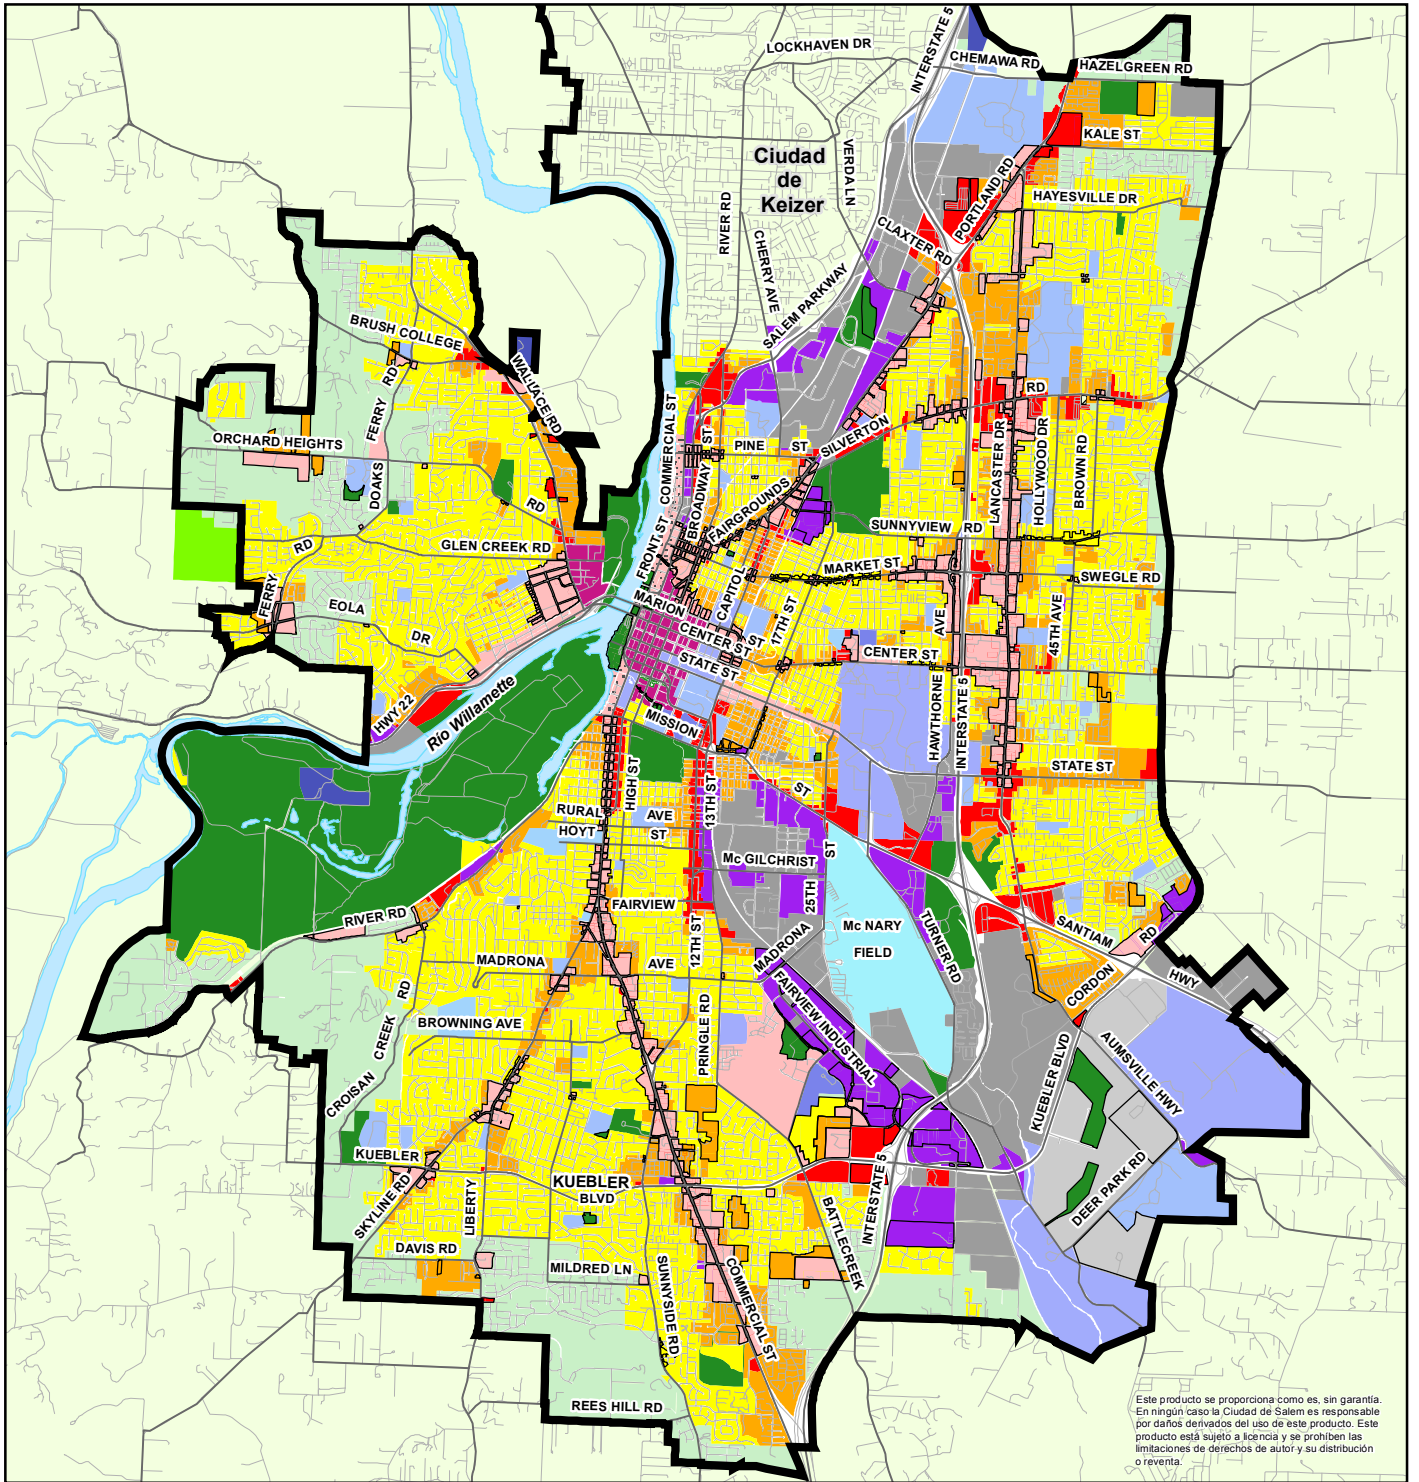 INTERSTATE 5
LOCKHAVEN DR
CHEMAWA RD
HAZELGREEN RD
KALE ST
Ciudad
de
Keizer
VERDA LN
PORTLAND RD
HAYESVILLE DR
RIVER RD
CHERRY AVE
CLAXTER RD
SALEM PARKWAY
BRUSH COLLEGE
RD
WALLACE RD
FERRY
RD
ORCHARD HEIGHTS
RD
DOAKS
COMMERCIAL ST
BROADWAY ST
PINE ST
SILVERTON
RD
LANCASTER DR
HOLLYWOOD DR
BROWN RD
FRONT ST
FAIRGROUNDS
SUNNYVIEW RD
GLEN CREEK RD
RD
FERRY
EOLA
DR
MARKET ST
SWEGLE RD
CAPITOL
ST
MARION
CENTER ST
STATE ST
17TH ST
CENTER ST
AVE
HAWTHORNE
INTERSTATE 5
45TH AVE
HWY 22
Rio Willamette
MISSION
ST
STATE ST
HIGH ST
13TH ST
RURAL AVE
HOYT ST
Mc GILCHRIST
ST
25TH
FAIRVIEW
AVE
12TH ST
RIVER RD
Mc NARY
FIELD
TURNER RD
SANTIAM
HWY
CORDON
RD
MADRONA
MADRONA
FAIRVIEW INDUSTRIAL
BROWNING AVE
PRINGLE RD
CROISAN
CREEK
RD
KUEBLER BLVD
AUMSVILLE HWY
DEER PARK RD
KUEBLER
SKYLINE RD
LIBERTY
KUEBLER
BLVD
BATTLECREEK
INTERSTATE 5
DAVIS RD
MILDRED LN
SUNNYSIDE RD
COMMERCIAL ST
REES HILL RD
Este producto se proporciona como es, sin garantía.
En ningún caso la Ciudad de Salem es responsable
por daños derivados del uso de este producto. Este
producto está sujeto a licencia y se prohíben las
limitaciones de derechos de autor y su distribución
o reventa.